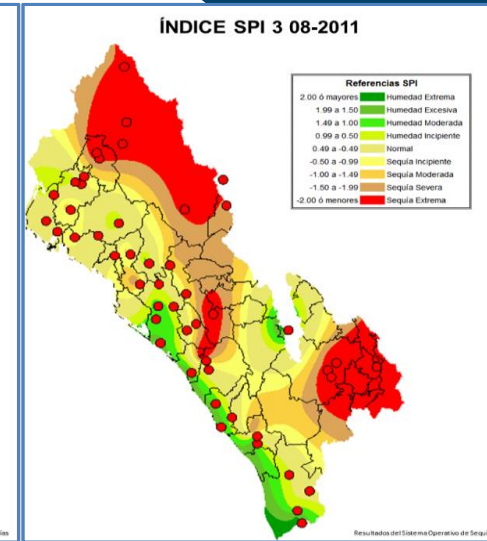 ÍNDICE SPI 3 08-2011
Referencias SPI
2.00 ó mayores Humedad Extrema
1.99 a 1.50 Humedad Excesiva
1.49 a 1.00 Humedad Moderada
0.99 a 0.50 Humedad Incipiente
0.49 a -0.49 Normal
-0.50 a -0.99 Sequía Incipiente
-1.00 a -1.49 Sequía Moderada
-1.50 a -1.99 Sequía Severa
-2.00 ó menores Sequía Extrema
Resultados del Sistema Operativo de